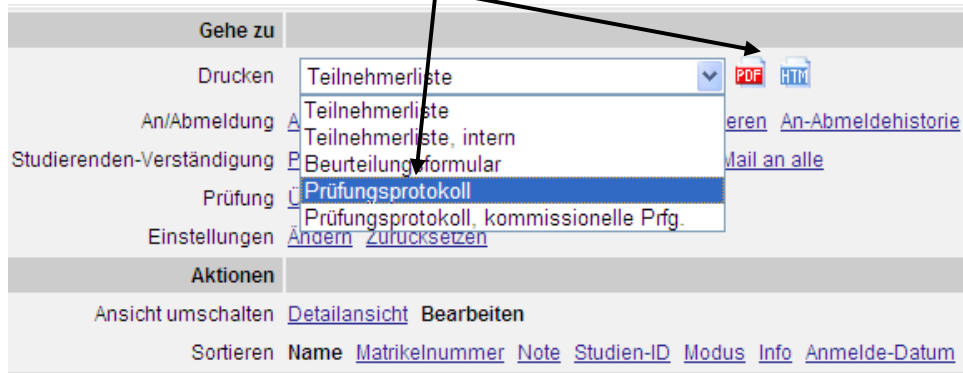 Gehe zu
Drucken Teilnehmerliste PDF HTM
Teilnehmerliste
An/Abmeldung A eren An-Abmeldehistorie
Teilnehmerliste, intern
Studierenden-Verständigung P Beurteilungsformular Mail an alle
Prüfung Ü Prüfungsprotokoll
Prüfungsprotokoll, kommissionelle Prfg.
Einstellungen Ändern Zurücksetzen
Aktionen
Ansicht umschalten Detailansicht Bearbeiten
Sortieren Name Matrikelnummer Note Studien-ID Modus Info Anmelde-Datum